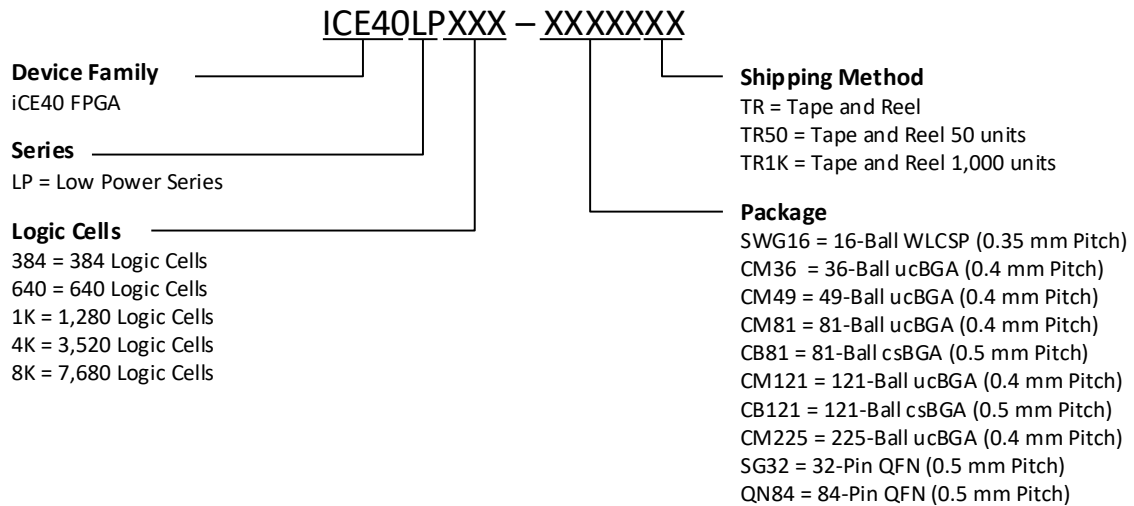 ICE40LPXXX – XXXXXXX
Device Family
iCE40 FPGA
Series
LP = Low Power Series
Logic Cells
384 = 384 Logic Cells
640 = 640 Logic Cells
1K = 1,280 Logic Cells
4K = 3,520 Logic Cells
8K = 7,680 Logic Cells
Shipping Method
TR = Tape and Reel
TR50 = Tape and Reel 50 units
TR1K = Tape and Reel 1,000 units
Package
SWG16 = 16-Ball WLCSP (0.35 mm Pitch)
CM36 = 36-Ball ucBGA (0.4 mm Pitch)
CM49 = 49-Ball ucBGA (0.4 mm Pitch)
CM81 = 81-Ball ucBGA (0.4 mm Pitch)
CB81 = 81-Ball csBGA (0.5 mm Pitch)
CM121 = 121-Ball ucBGA (0.4 mm Pitch)
CB121 = 121-Ball csBGA (0.5 mm Pitch)
CM225 = 225-Ball ucBGA (0.4 mm Pitch)
SG32 = 32-Pin QFN (0.5 mm Pitch)
QN84 = 84-Pin QFN (0.5 mm Pitch)